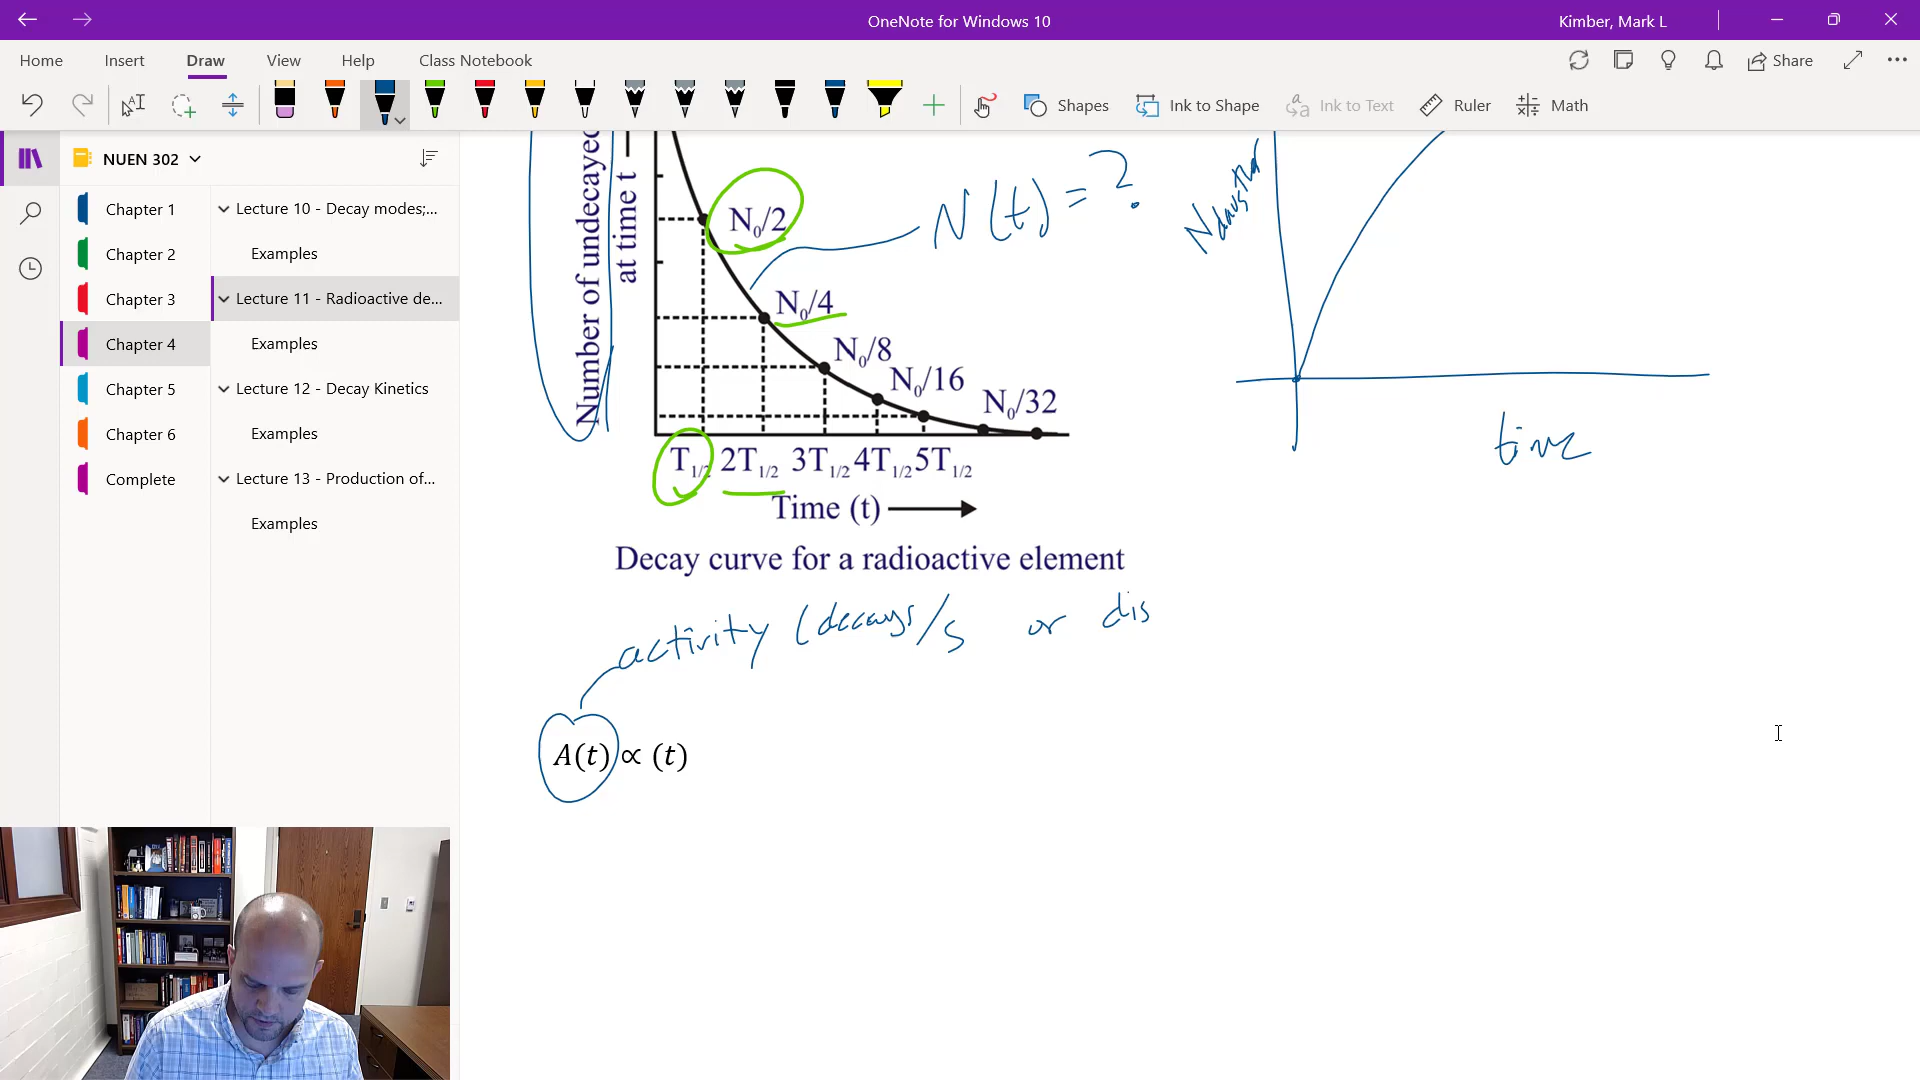 OneNote for Windows 10
Kimber, Mark L
Home Insert Draw View Help Class Notebook
Share
Shapes Ink to Shape Ink to Text Ruler Math
NUEN 302
Chapter 1
Chapter 2
Chapter 3
Chapter 4
Chapter 5
Chapter 6
Complete
Lecture 10 - Decay modes;...
Examples
Lecture 11 - Radioactive de...
Examples
Lecture 12 - Decay Kinetics
Examples
Lecture 13 - Production of...
Examples
Number of undecayed
at time t
N₀/2
N(t) = ?
N₀/4
N₀/8
N₀/16
N₀/32
T₁/₂ 2T₁/₂ 3T₁/₂ 4T₁/₂ 5T₁/₂
Time (t)
Decay curve for a radioactive element
time
activity (decays/s or dis
A(t) ∝ (t)